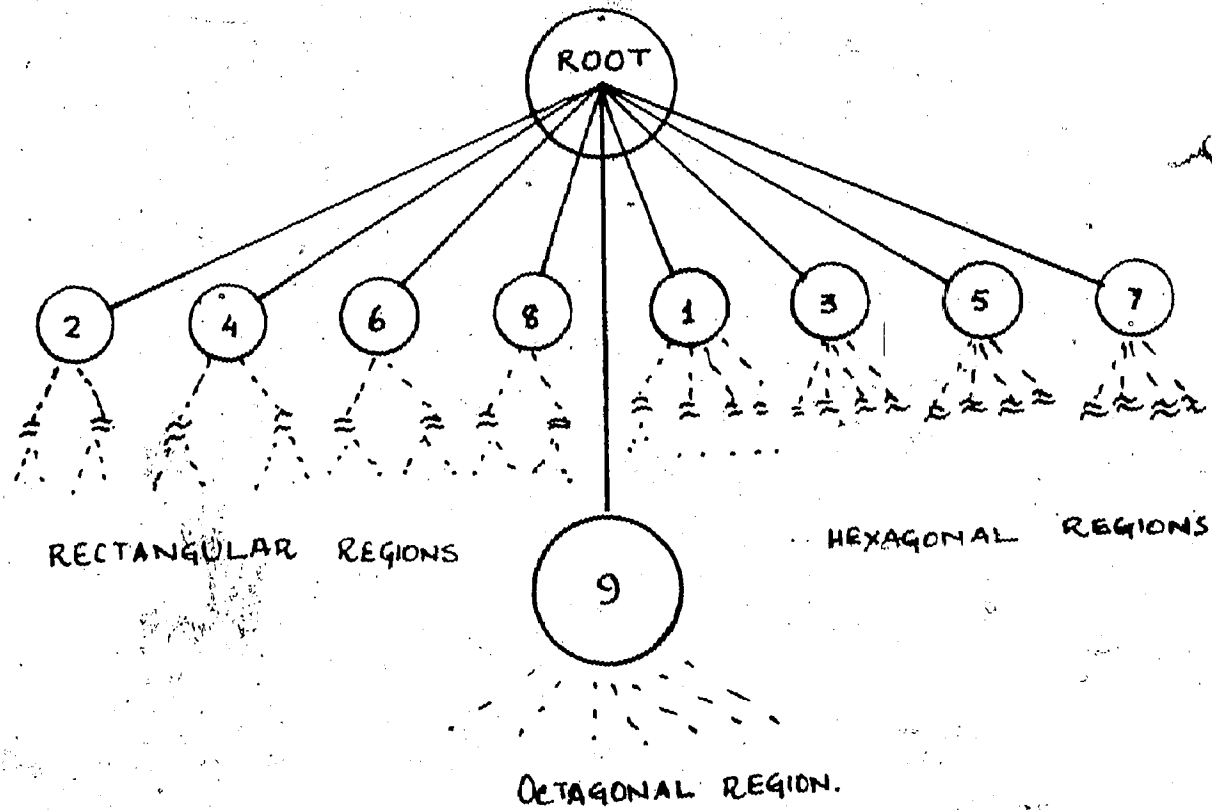 ROOT
2 4 6 8 1 3 5 7
RECTANGULAR REGIONS
HEXAGONAL REGIONS
9
OCTAGONAL REGION.